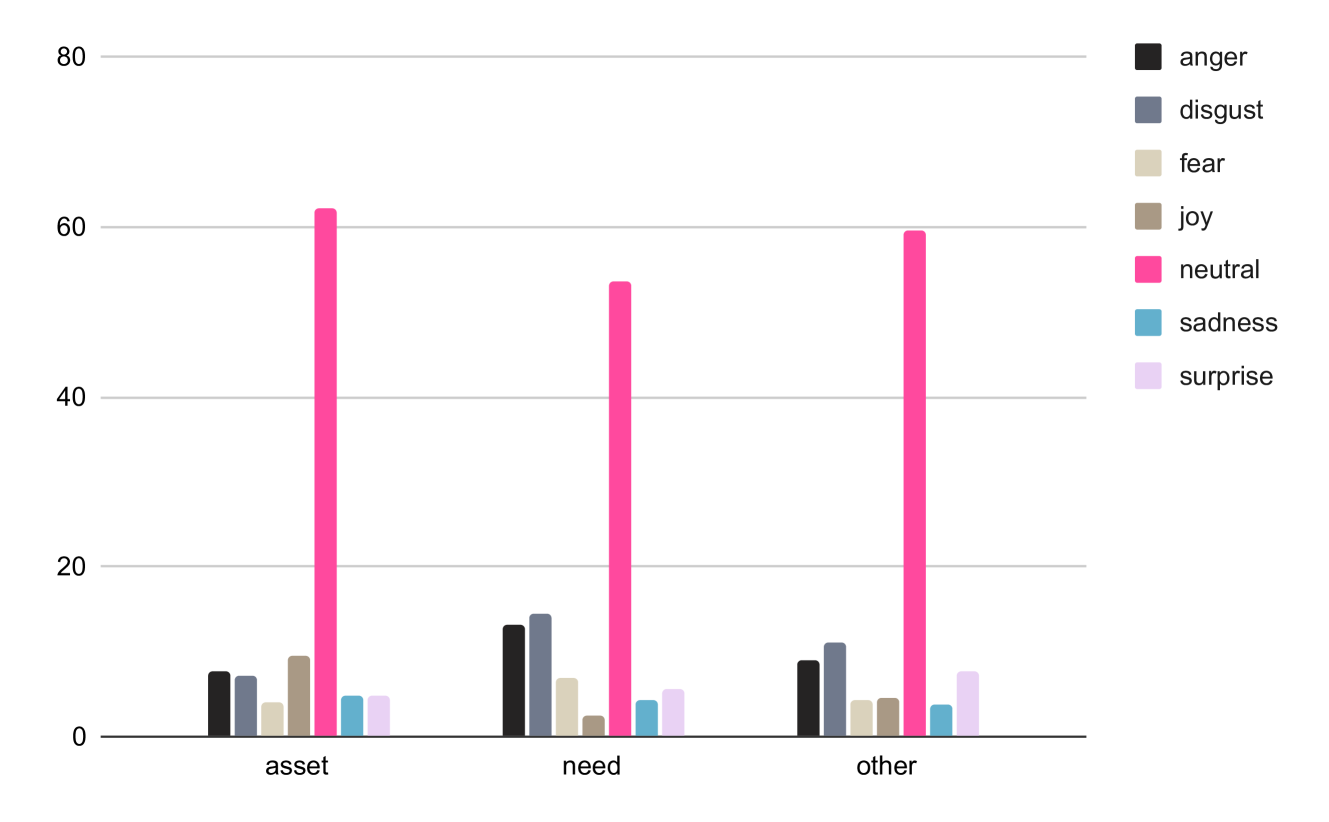 80
60
40
20
0
asset
need
other
anger
disgust
fear
joy
neutral
sadness
surprise